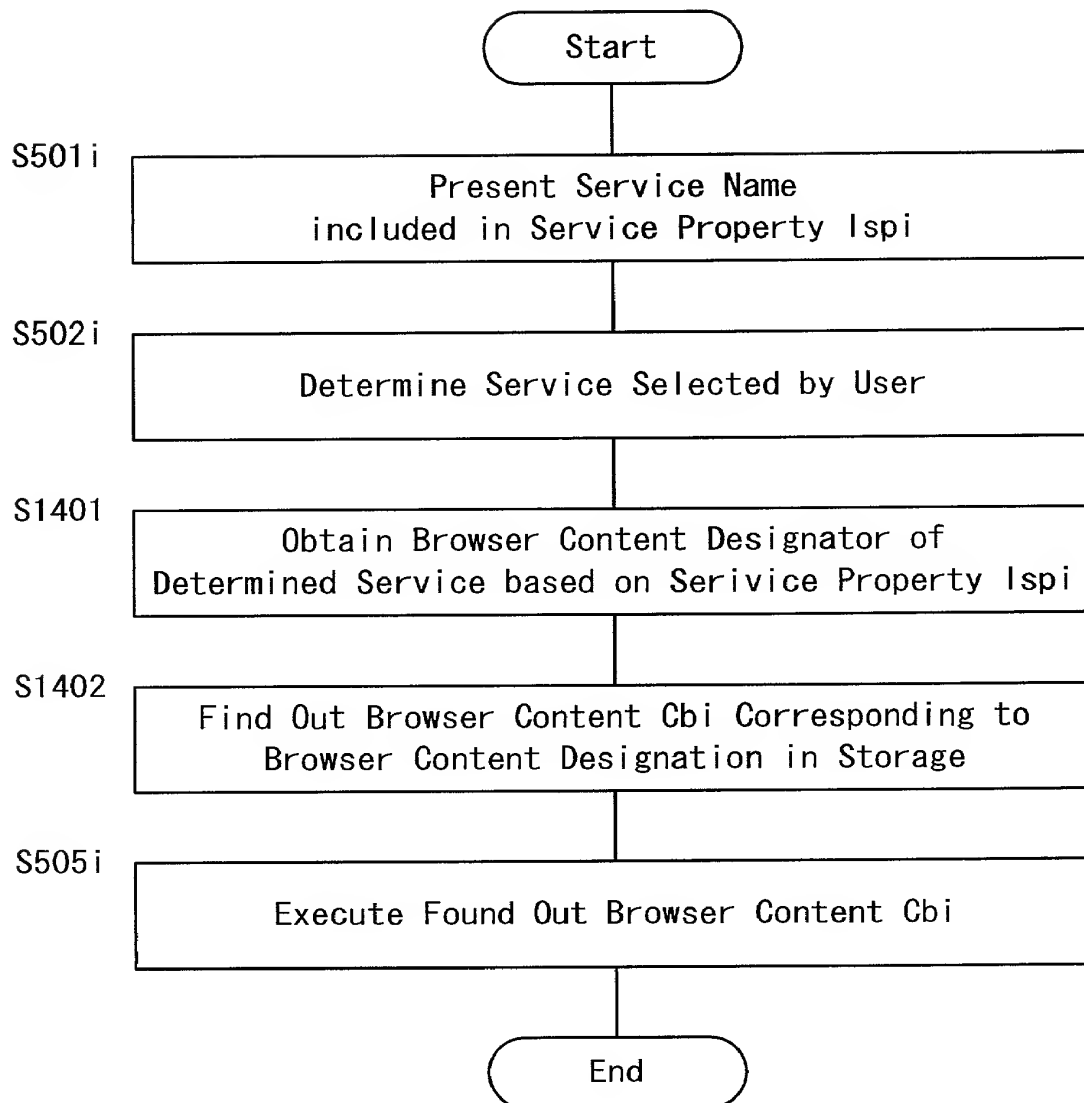 Start
S501i
Present Service Name
included in Service Property Ispi
S502i
Determine Service Selected by User
S1401
Obtain Browser Content Designator of
Determined Service based on Serivice Property Ispi
S1402
Find Out Browser Content Cbi Corresponding to
Browser Content Designation in Storage
S505i
Execute Found Out Browser Content Cbi
End